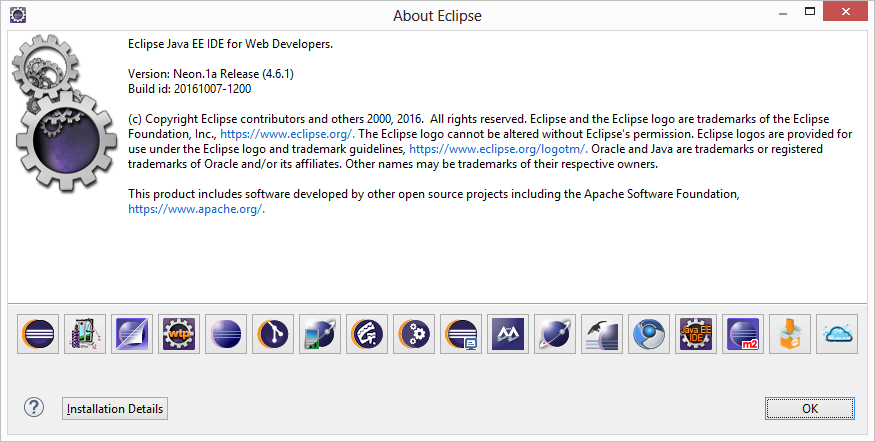 About Eclipse
Eclipse Java EE IDE for Web Developers.
Version: Neon.1a Release (4.6.1)
Build id: 20161007-1200
(c) Copyright Eclipse contributors and others 2000, 2016.  All rights reserved. Eclipse and the Eclipse logo are trademarks of the Eclipse
Foundation, Inc., https://www.eclipse.org/. The Eclipse logo cannot be altered without Eclipse's permission. Eclipse logos are provided for
use under the Eclipse logo and trademark guidelines, https://www.eclipse.org/logotm/. Oracle and Java are trademarks or registered
trademarks of Oracle and/or its affiliates. Other names may be trademarks of their respective owners.
This product includes software developed by other open source projects including the Apache Software Foundation,
https://www.apache.org/.
wtp
Java EE
IDE
m2
? Installation Details
OK